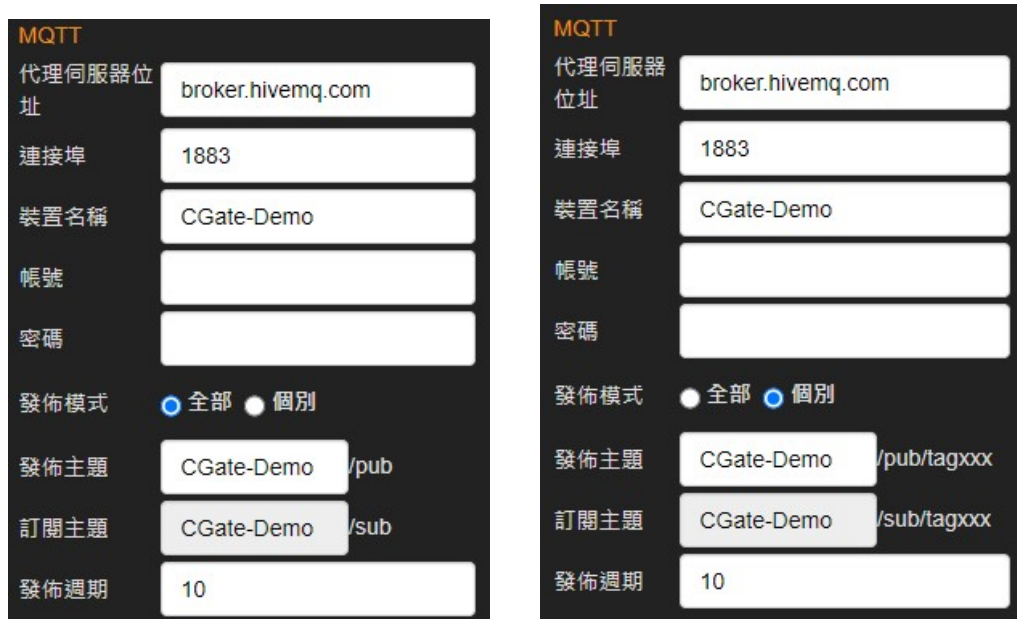 MQTT
代理伺服器位
址
broker.hivemq.com
連接埠
1883
裝置名稱
CGate-Demo
帳號
密碼
發佈模式
全部 個別
發佈主題
CGate-Demo /pub
訂閱主題
CGate-Demo /sub
發佈週期
10
MQTT
代理伺服器
位址
broker.hivemq.com
連接埠
1883
裝置名稱
CGate-Demo
帳號
密碼
發佈模式
全部 個別
發佈主題
CGate-Demo /pub/tagxxx
訂閱主題
CGate-Demo /sub/tagxxx
發佈週期
10